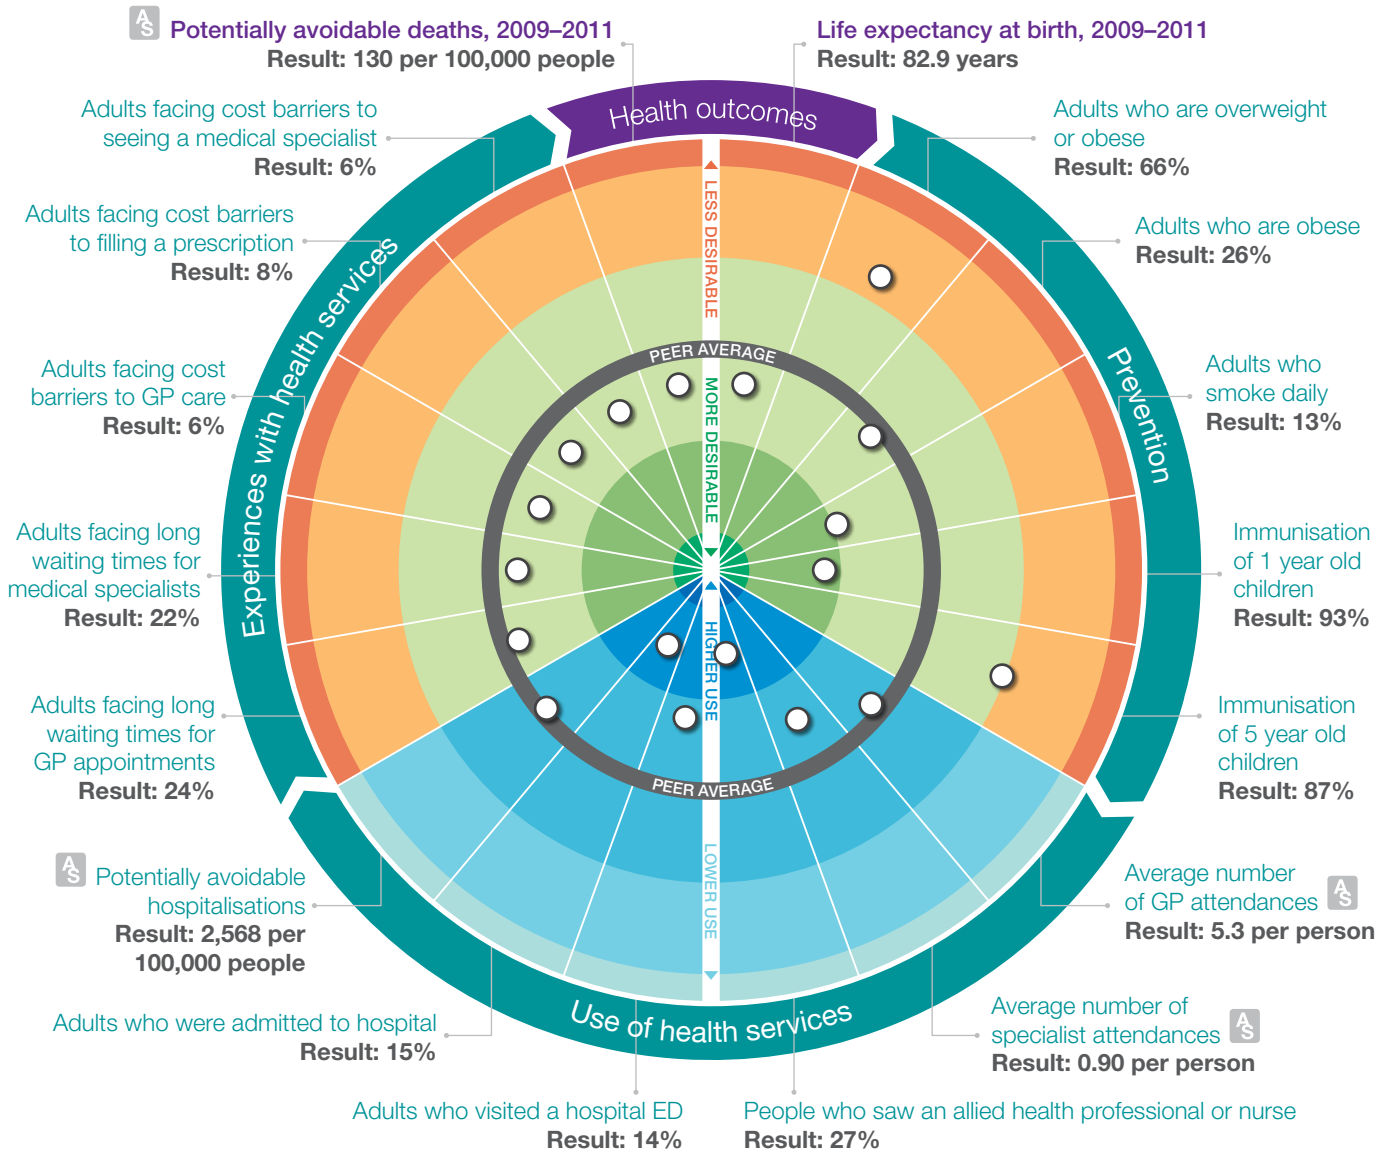 AS Potentially avoidable deaths, 2009–2011
Result: 130 per 100,000 people
Life expectancy at birth, 2009–2011
Result: 82.9 years
Health outcomes
Adults facing cost barriers to
seeing a medical specialist
Result: 6%
Adults who are overweight
or obese
Result: 66%
Adults facing cost barriers
to filling a prescription
Result: 8%
Adults who are obese
Result: 26%
Adults facing cost
barriers to GP care
Result: 6%
Adults who
smoke daily
Result: 13%
Experiences with health services
Prevention
LESS DESIRABLE
PEER AVERAGE
MORE DESIRABLE
HIGHER USE
PEER AVERAGE
LOWER USE
Adults facing long
waiting times for
medical specialists
Result: 22%
Immunisation
of 1 year old
children
Result: 93%
Adults facing long
waiting times for
GP appointments
Result: 24%
Immunisation
of 5 year old
children
Result: 87%
AS Potentially avoidable
hospitalisations
Result: 2,568 per
100,000 people
Average number
of GP attendances AS
Result: 5.3 per person
Use of health services
Adults who were admitted to hospital
Result: 15%
Average number of
specialist attendances AS
Result: 0.90 per person
Adults who visited a hospital ED
Result: 14%
People who saw an allied health professional or nurse
Result: 27%